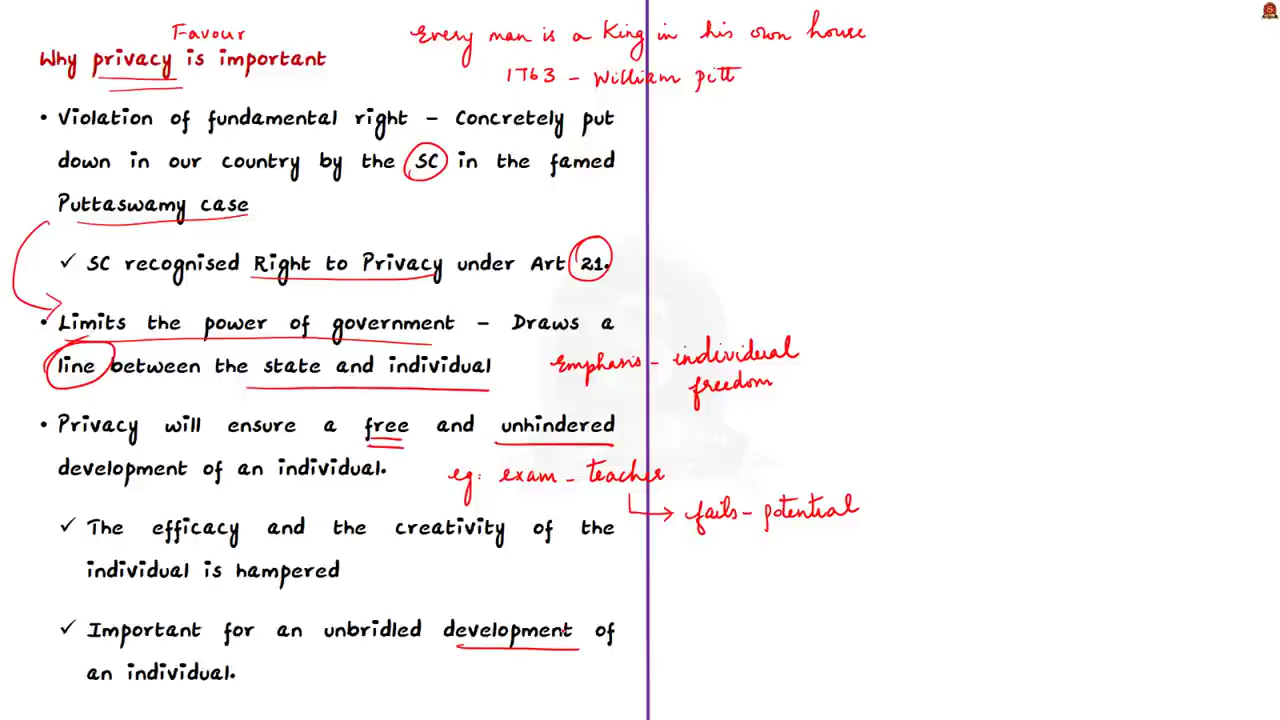 Favour
Every man is a King in his own house
Why privacy is important
1763 - William pitt
• Violation of fundamental right – Concretely put
down in our country by the SC in the famed
Puttaswamy case
✓ SC recognised Right to Privacy under Art 21.
• Limits the power of government – Draws a
line between the state and individual
Emphasis - individual
freedom
• Privacy will ensure a free and unhindered
development of an individual.
eg: exam - teacher
fails - potential
✓ The efficacy and the creativity of the
individual is hampered
✓ Important for an unbridled development of
an individual.